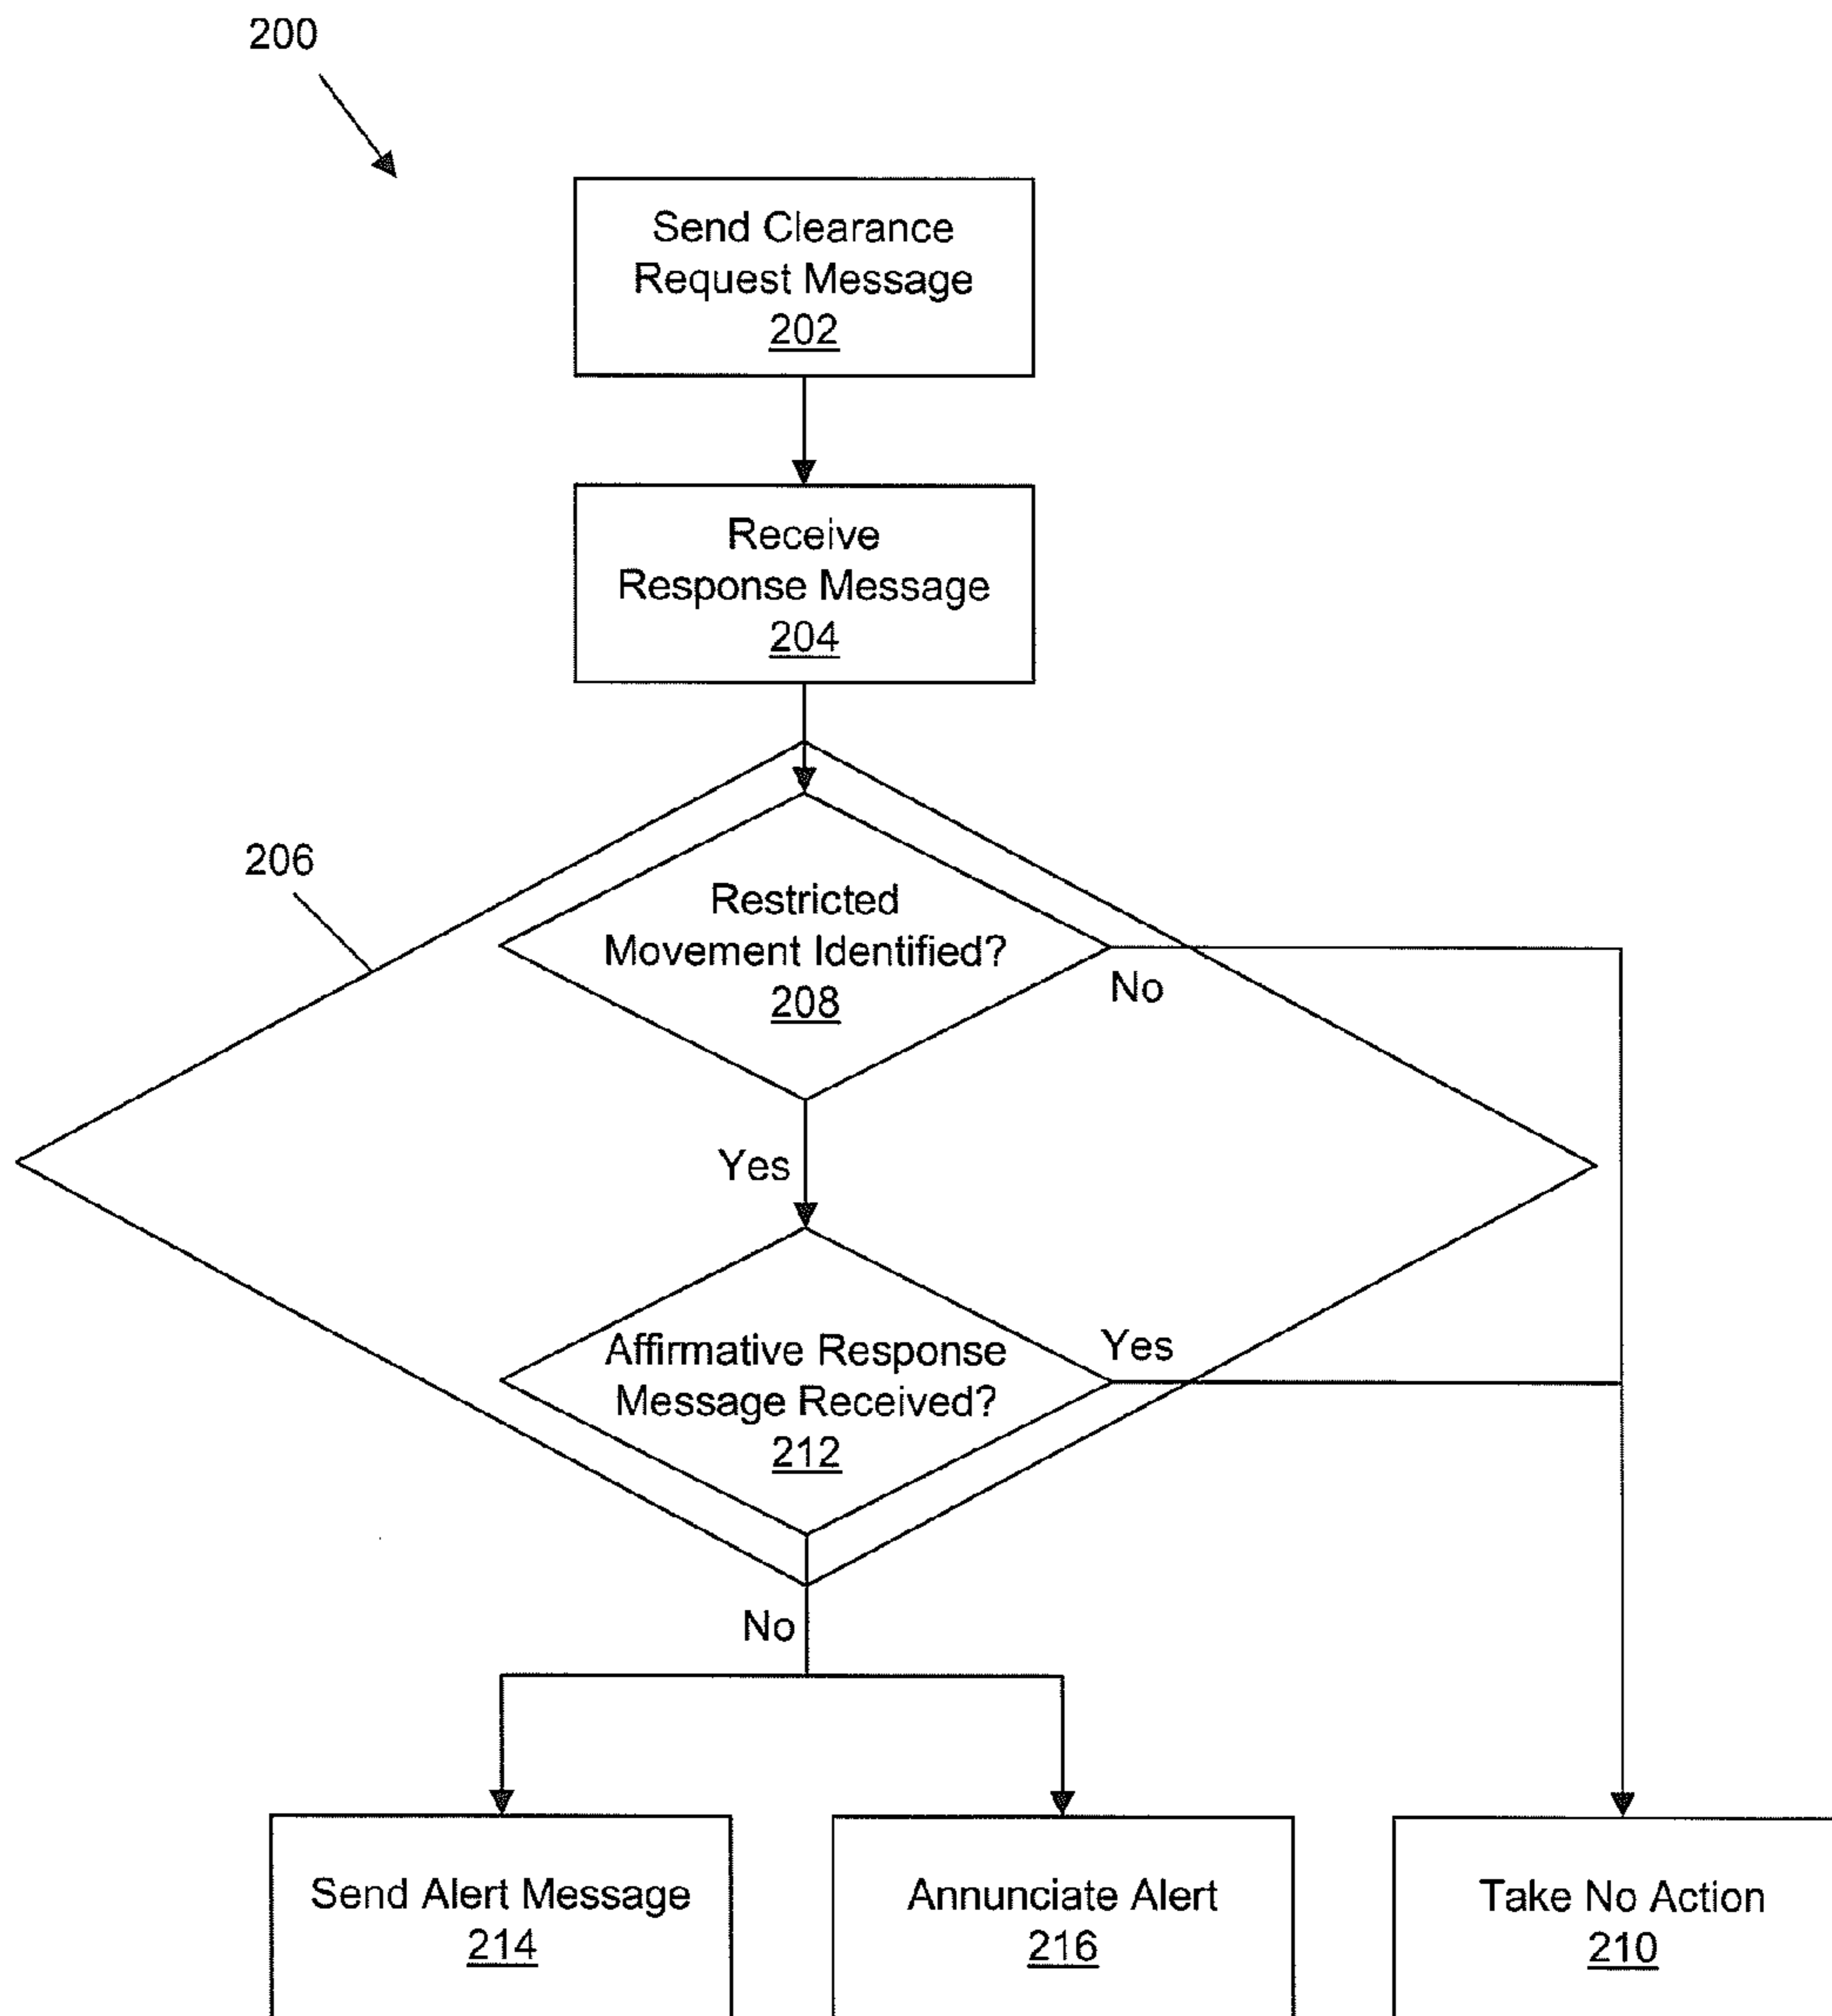 200
Send Clearance
Request Message
202
Receive
Response Message
204
206
Restricted
Movement Identified?
208
No
Yes
Affirmative Response
Message Received?
212
Yes
No
Send Alert Message
214
Annunciate Alert
216
Take No Action
210